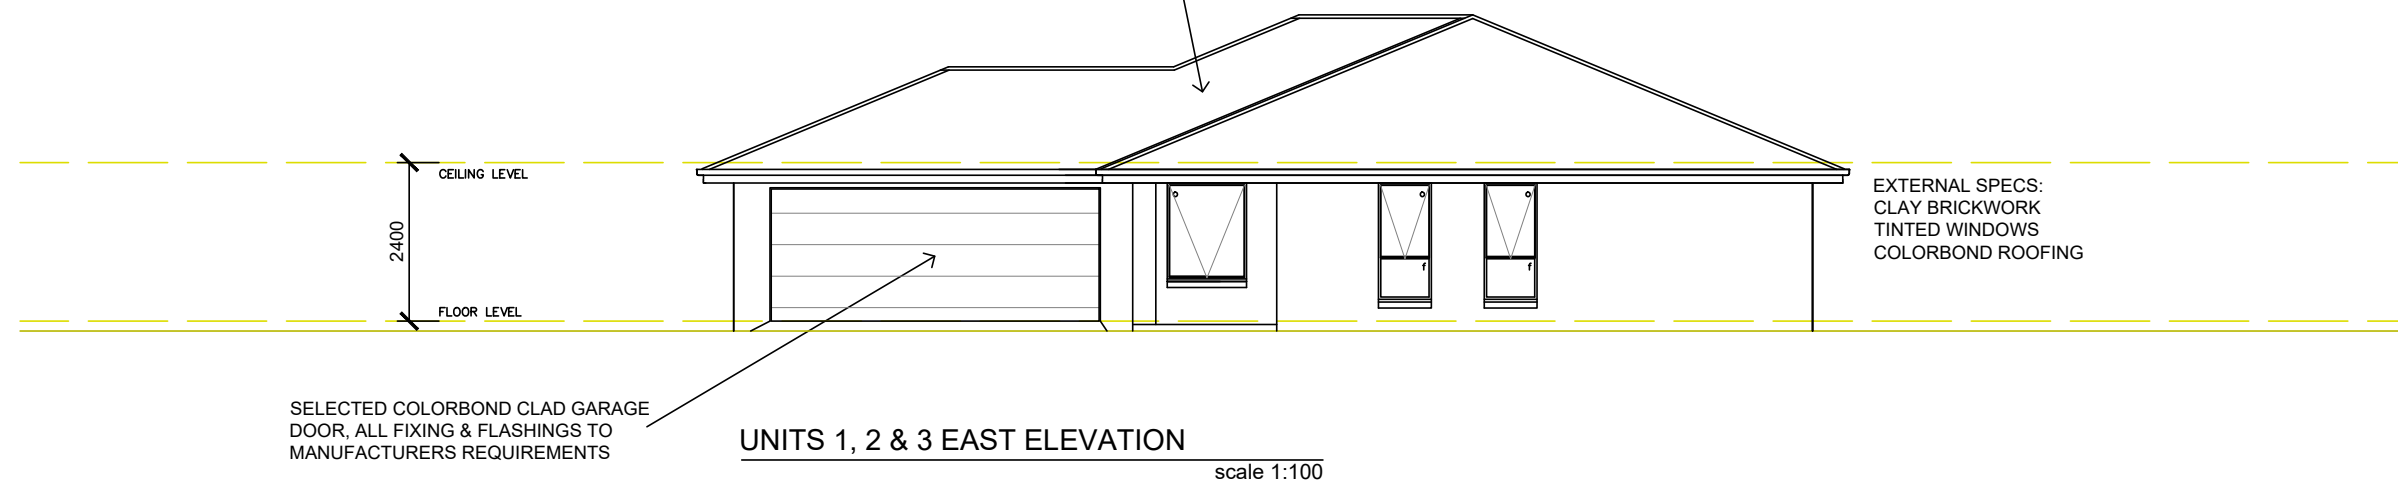 CEILING LEVEL
2400
FLOOR LEVEL
EXTERNAL SPECS:
CLAY BRICKWORK
TINTED WINDOWS
COLORBOND ROOFING
f
f
SELECTED COLORBOND CLAD GARAGE
DOOR, ALL FIXING & FLASHINGS TO
MANUFACTURERS REQUIREMENTS
UNITS 1, 2 & 3 EAST ELEVATION
scale 1:100